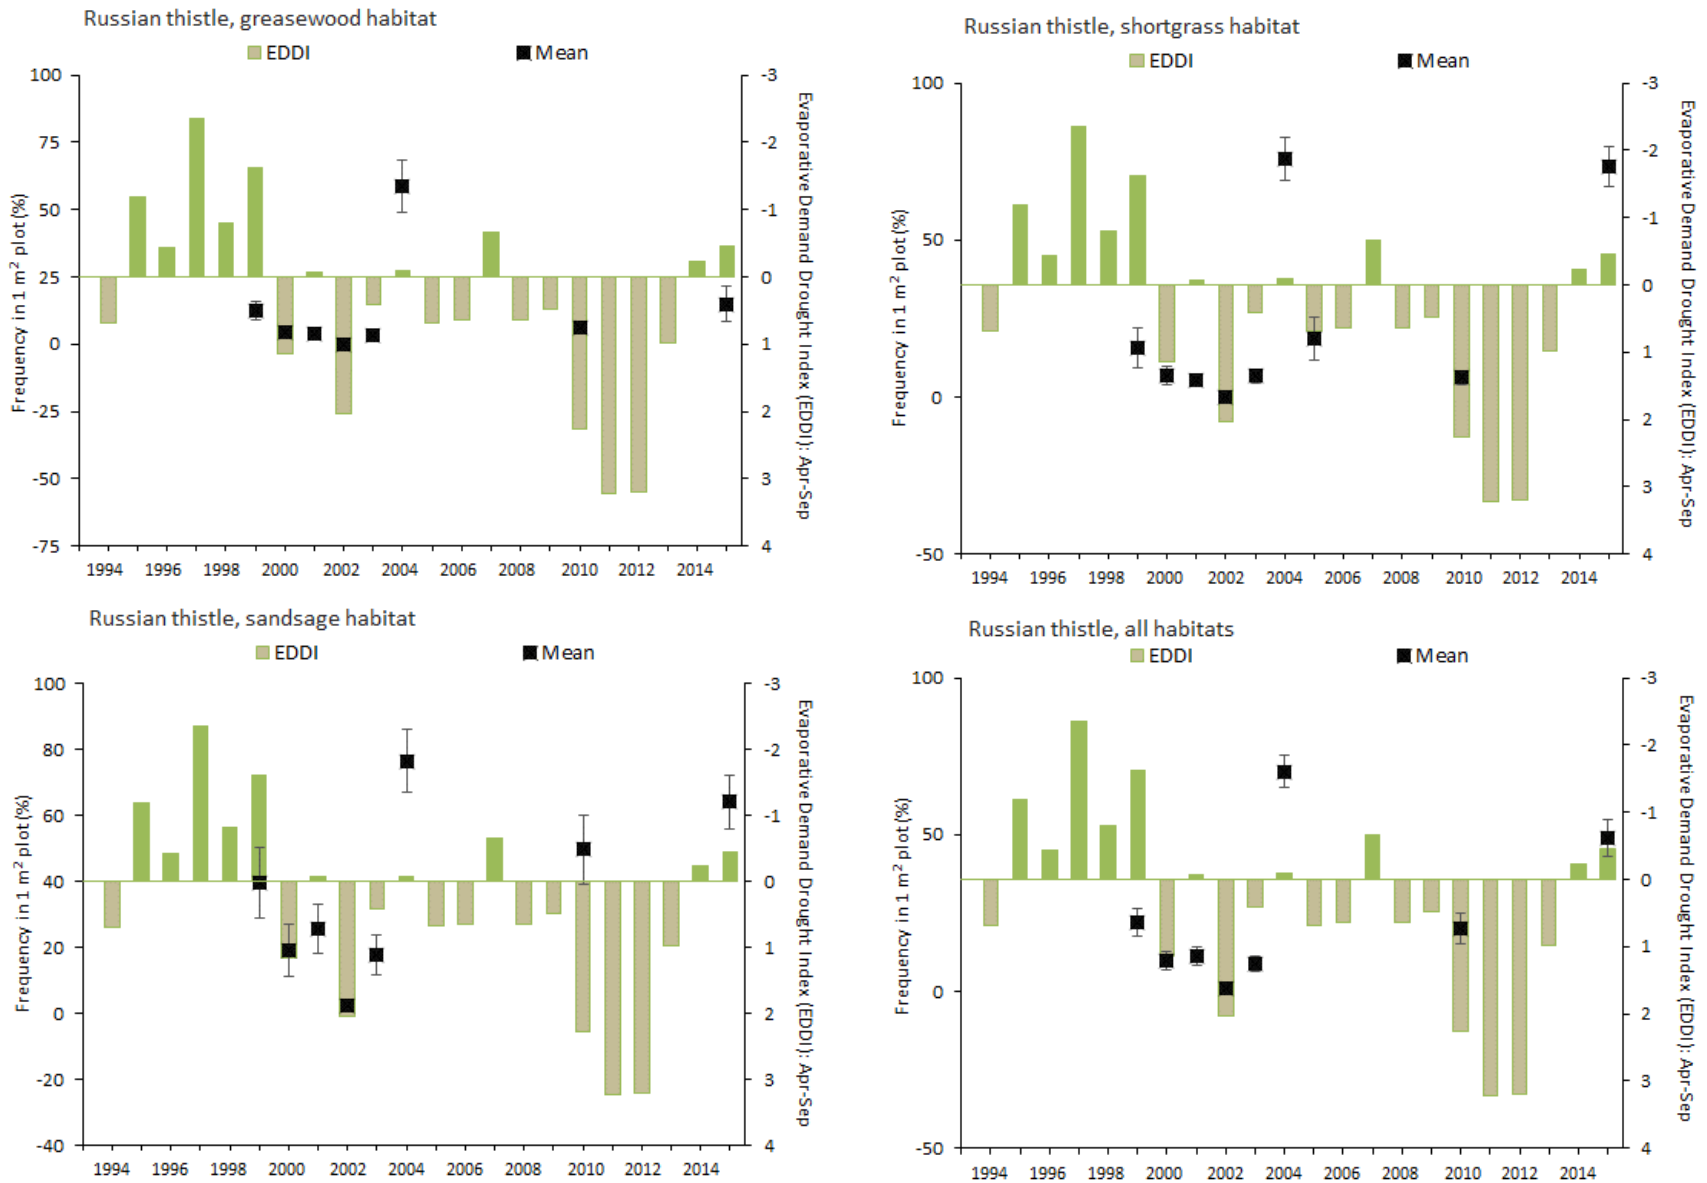 Russian thistle, greasewood habitat
EDDI
Mean
100
75
50
25
0
-25
-50
-75
Frequency in 1 m² plot (%)
-3
-2
-1
0
1
2
3
4
Evaporative Demand Drought Index (EDDI): Apr-Sep
1994 1996 1998 2000 2002 2004 2006 2008 2010 2012 2014
Russian thistle, shortgrass habitat
EDDI
Mean
100
50
0
-50
Frequency in 1 m² plot (%)
-3
-2
-1
0
1
2
3
4
Evaporative Demand Drought Index (EDDI): Apr-Sep
1994 1996 1998 2000 2002 2004 2006 2008 2010 2012 2014
Russian thistle, sandsage habitat
EDDI
Mean
100
80
60
40
20
0
-20
-40
Frequency in 1 m² plot (%)
-3
-2
-1
0
1
2
3
4
Evaporative Demand Drought Index (EDDI): Apr-Sep
1994 1996 1998 2000 2002 2004 2006 2008 2010 2012 2014
Russian thistle, all habitats
EDDI
Mean
100
50
0
-50
Frequency in 1 m² plot (%)
-3
-2
-1
0
1
2
3
4
Evaporative Demand Drought Index (EDDI): Apr-Sep
1994 1996 1998 2000 2002 2004 2006 2008 2010 2012 2014